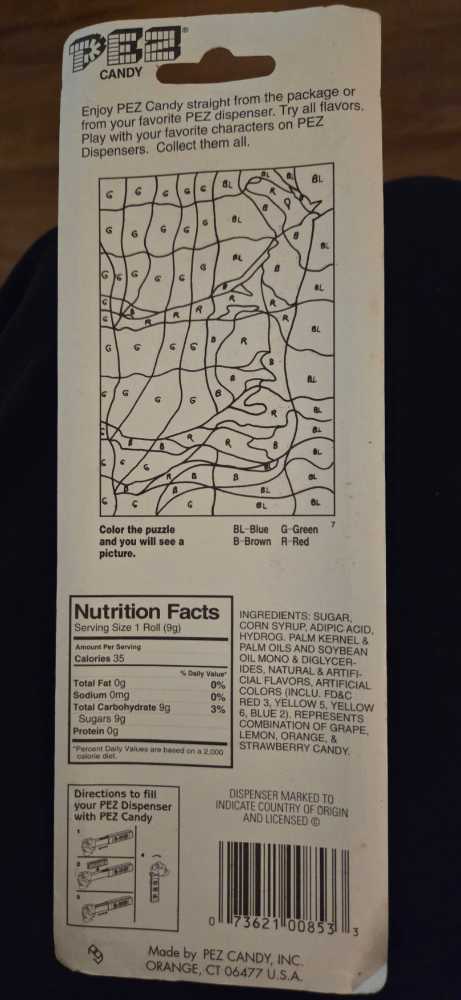 PEZ®
CANDY
Enjoy PEZ Candy straight from the package or
from your favorite PEZ dispenser. Try all flavors.
Play with your favorite characters on PEZ
Dispensers. Collect them all.
Color the puzzle
and you will see a
picture.
BL-Blue G-Green
B-Brown R-Red
7
Nutrition Facts
Serving Size 1 Roll (9g)
Amount Per Serving
Calories 35
% Daily Value*
Total Fat 0g 0%
Sodium 0mg 0%
Total Carbohydrate 9g 3%
Sugars 9g
Protein 0g
*Percent Daily Values are based on a 2,000
calorie diet.
INGREDIENTS: SUGAR,
CORN SYRUP, ADIPIC ACID,
HYDROG. PALM KERNEL &
PALM OILS AND SOYBEAN
OIL MONO & DIGLYCER-
IDES, NATURAL & ARTIFI-
CIAL FLAVORS, ARTIFICIAL
COLORS (INCLU. FD&C
RED 3, YELLOW 5, YELLOW
6, BLUE 2). REPRESENTS
COMBINATION OF GRAPE,
LEMON, ORANGE, &
STRAWBERRY CANDY.
Directions to fill
your PEZ Dispenser
with PEZ Candy
1
2
3
4
DISPENSER MARKED TO
INDICATE COUNTRY OF ORIGIN
AND LICENSED ©
0 73621 00853 3
Made by PEZ CANDY, INC.
ORANGE, CT 06477 U.S.A.